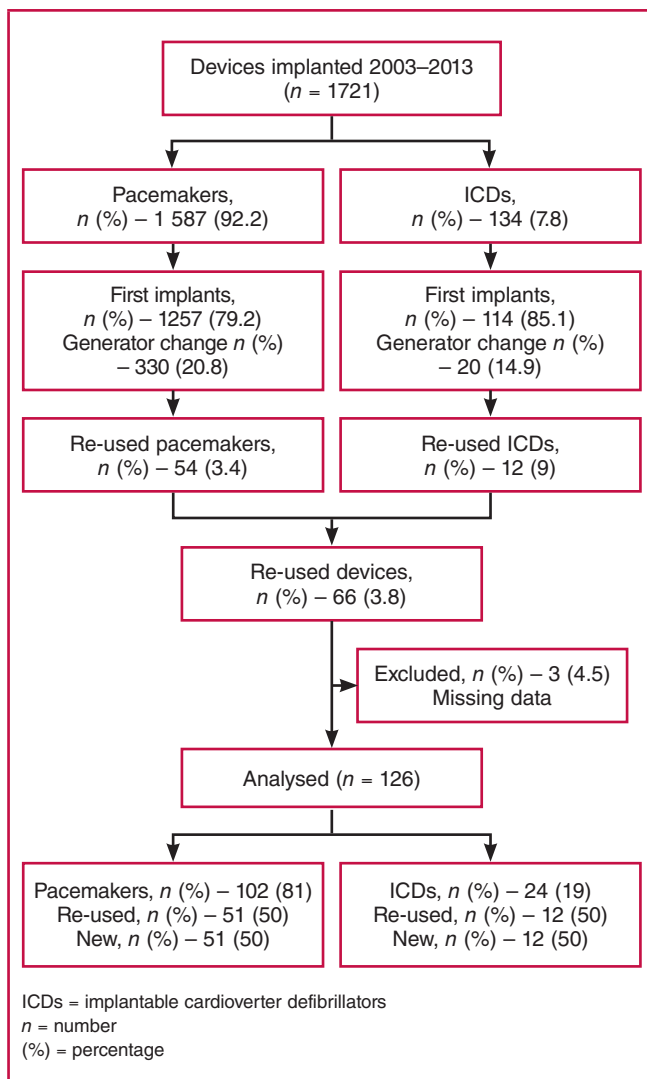 Devices implanted 2003–2013
(n = 1721)
Pacemakers,
n (%) – 1 587 (92.2)
ICDs,
n (%) – 134 (7.8)
First implants,
n (%) – 1257 (79.2)
Generator change n (%)
– 330 (20.8)
First implants,
n (%) – 114 (85.1)
Generator change n (%)
– 20 (14.9)
Re-used pacemakers,
n (%) – 54 (3.4)
Re-used ICDs,
n (%) – 12 (9)
Re-used devices,
n (%) – 66 (3.8)
Excluded, n (%) – 3 (4.5)
Missing data
Analysed (n = 126)
Pacemakers, n (%) – 102 (81)
Re-used, n (%) – 51 (50)
New, n (%) – 51 (50)
ICDs, n (%) – 24 (19)
Re-used, n (%) – 12 (50)
New, n (%) – 12 (50)
ICDs = implantable cardioverter defibrillators
n = number
(%) = percentage